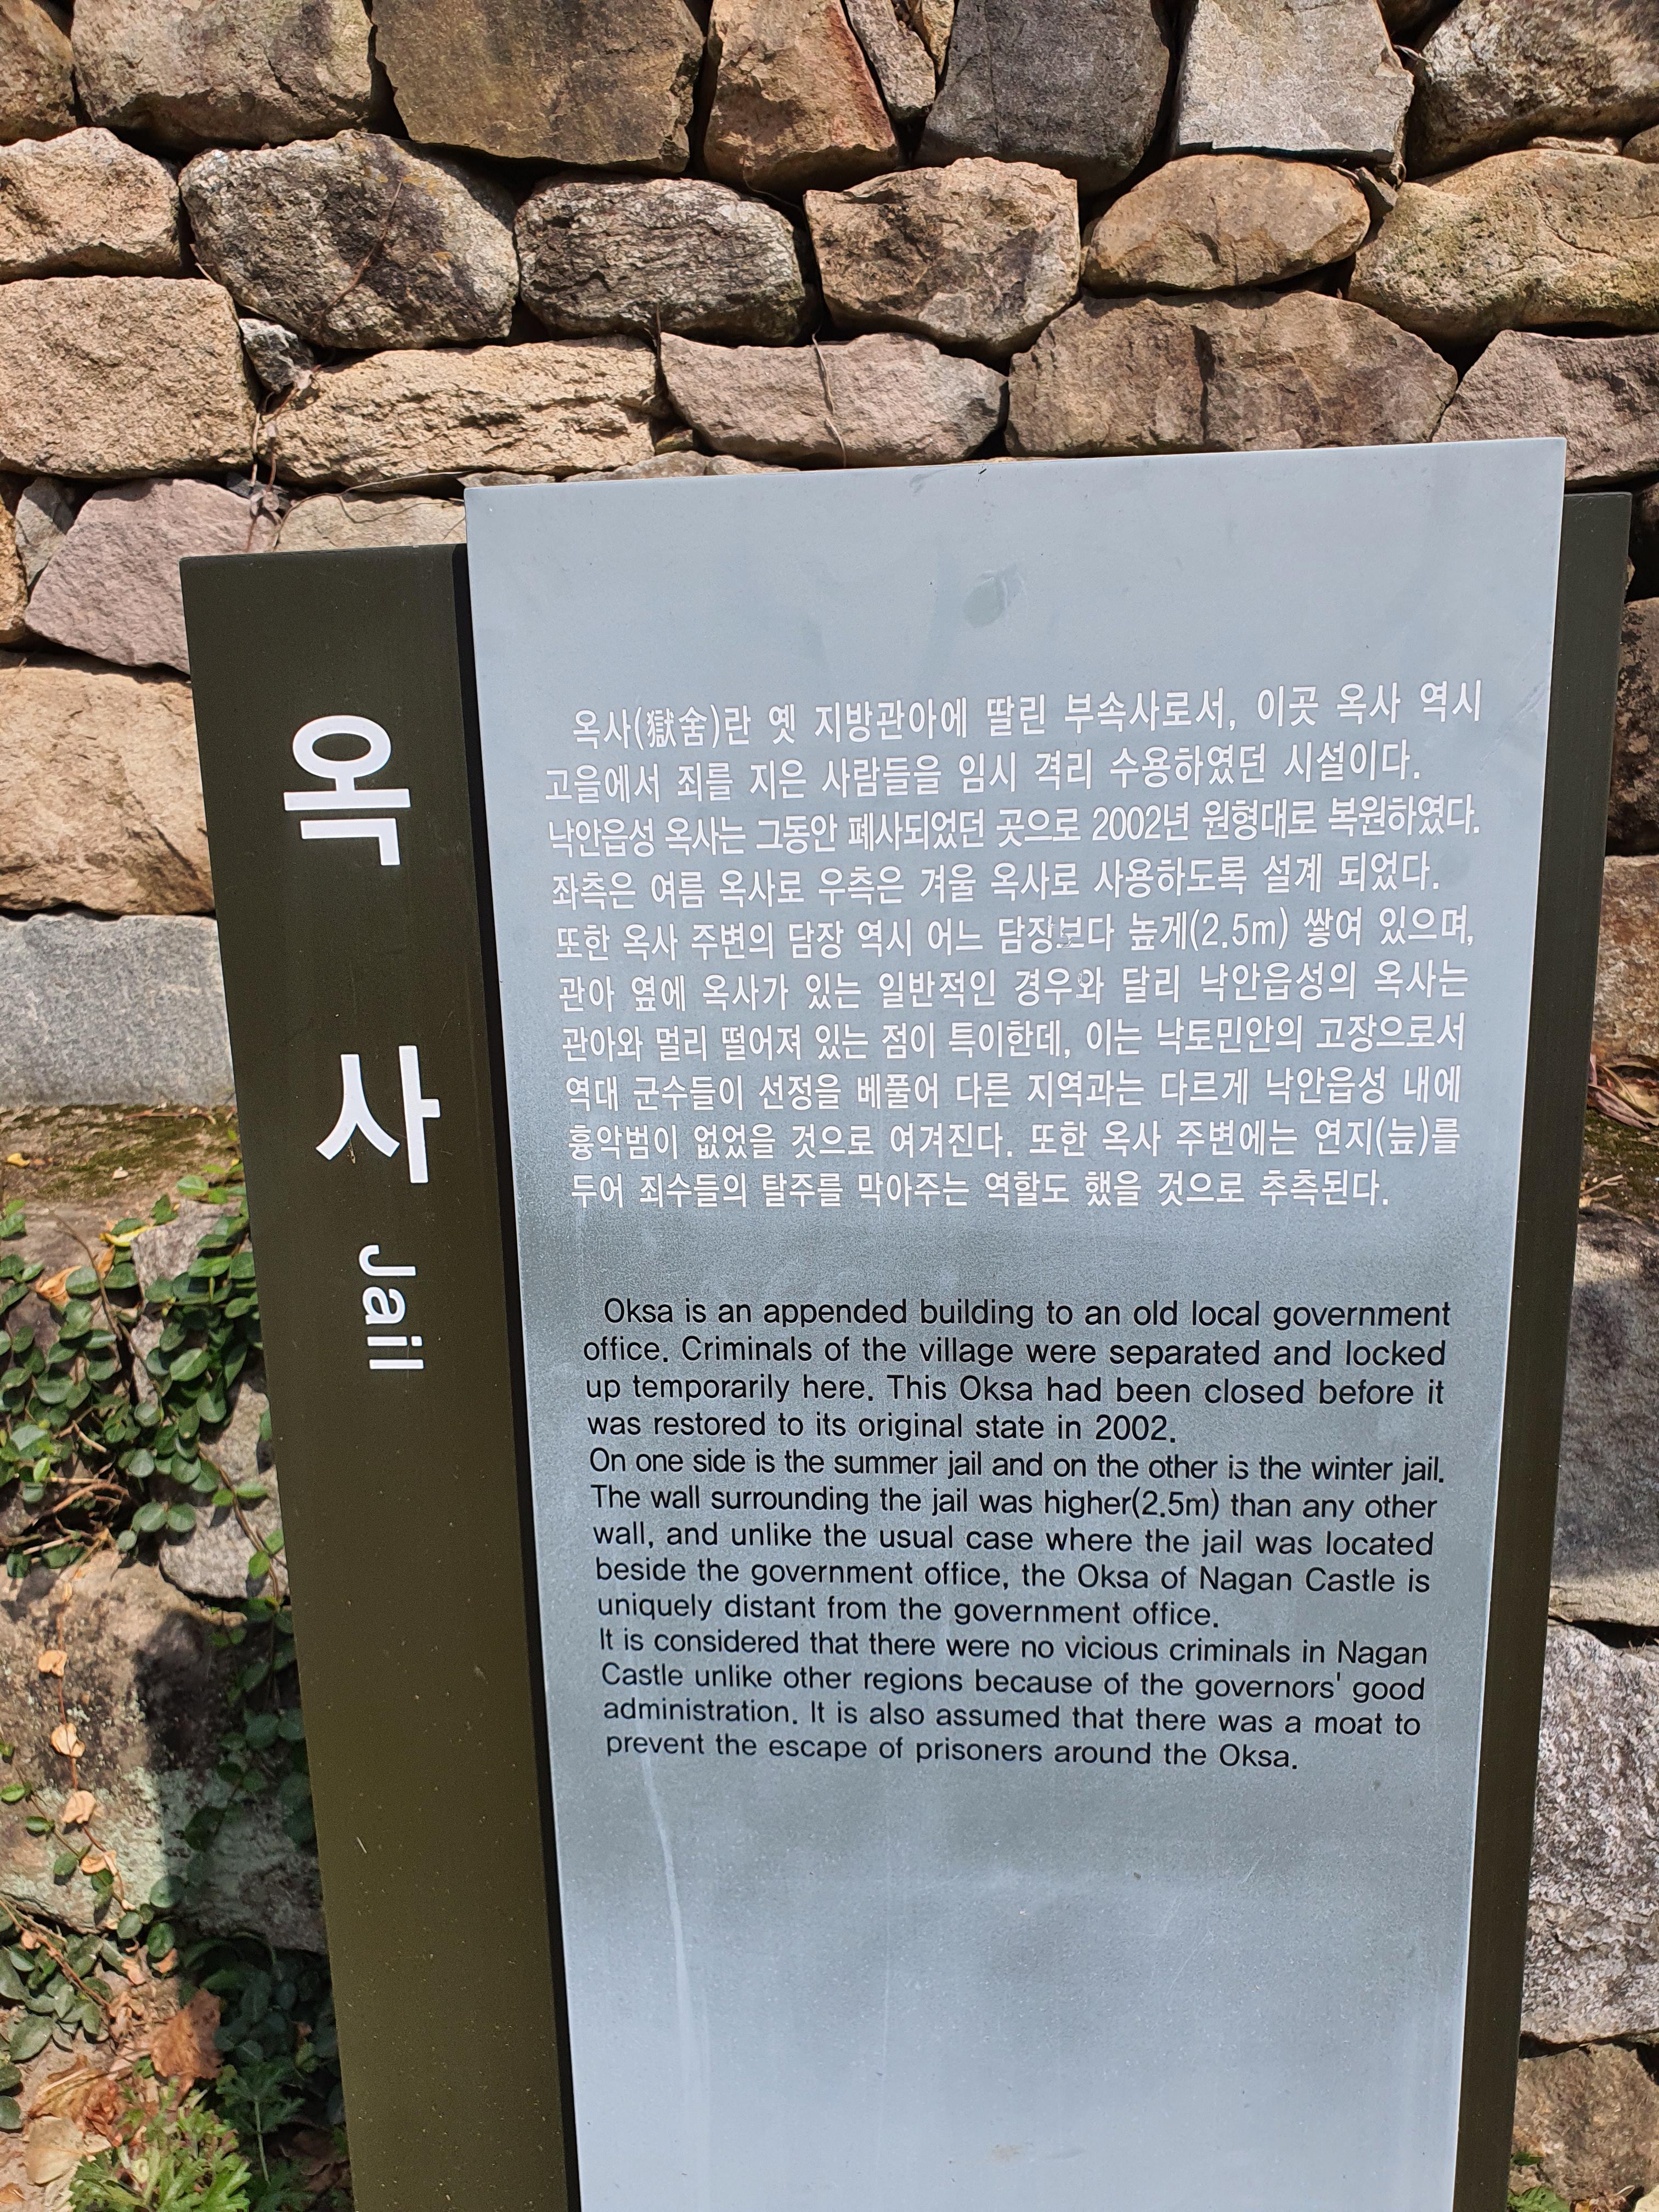 옥사 Jail
옥사(獄舍)란 옛 지방관아에 딸린 부속사로서, 이곳 옥사 역시
고을에서 죄를 지은 사람들을 임시 격리 수용하였던 시설이다.
낙안읍성 옥사는 그동안 폐사되었던 곳으로 2002년 원형대로 복원하였다.
좌측은 여름 옥사로 우측은 겨울 옥사로 사용하도록 설계 되었다.
또한 옥사 주변의 담장 역시 어느 담장보다 높게(2.5m) 쌓여 있으며,
관아 옆에 옥사가 있는 일반적인 경우와 달리 낙안읍성의 옥사는
관아와 멀리 떨어져 있는 점이 특이한데, 이는 낙토민안의 고장으로서
역대 군수들이 선정을 베풀어 다른 지역과는 다르게 낙안읍성 내에
흉악범이 없었을 것으로 여겨진다. 또한 옥사 주변에는 연지(늪)를
두어 죄수들의 탈주를 막아주는 역할도 했을 것으로 추측된다.
Oksa is an appended building to an old local government
office. Criminals of the village were separated and locked
up temporarily here. This Oksa had been closed before it
was restored to its original state in 2002.
On one side is the summer jail and on the other is the winter jail.
The wall surrounding the jail was higher(2.5m) than any other
wall, and unlike the usual case where the jail was located
beside the government office, the Oksa of Nagan Castle is
uniquely distant from the government office.
It is considered that there were no vicious criminals in Nagan
Castle unlike other regions because of the governors' good
administration. It is also assumed that there was a moat to
prevent the escape of prisoners around the Oksa.